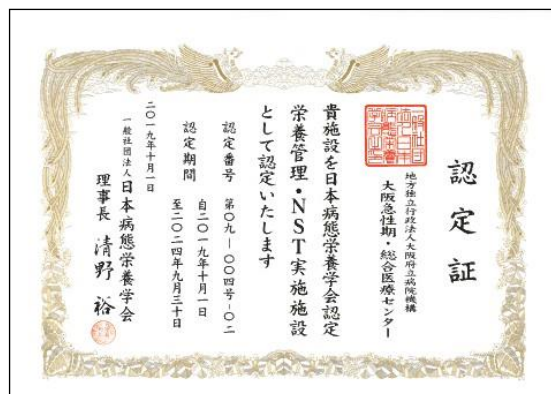 認定証
地方独立行政法人大阪府立病院機構
大阪急性期・総合医療センター
貴施設を日本病態栄養学会認定
栄養管理・NST実施施設
として認定いたします
認定番号 第〇九―〇〇四号-〇二
認定期間 自二〇一九年十月一日
至二〇二四年九月三十日
二〇一九年十月一日
一般社団法人日本病態栄養学会
理事長 清野 裕